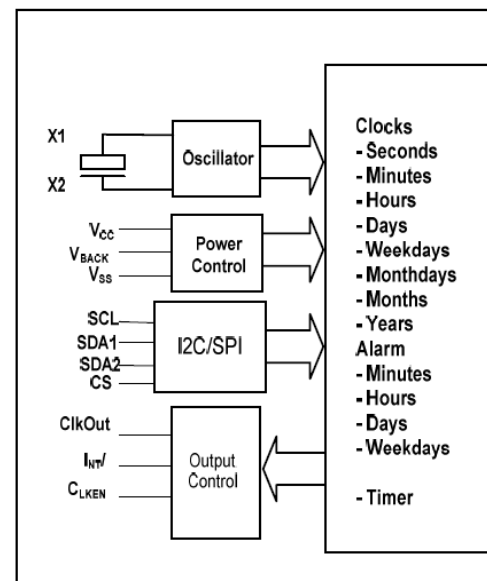 X1
X2
Oscillator
VCC
VBACK
VSS
Power
Control
SCL
SDA1
SDA2
CS
I2C/SPI
ClkOut
INT/
CLKEN
Output
Control
Clocks
-Seconds
-Minutes
-Hours
-Days
-Weekdays
-Monthdays
-Months
-Years
Alarm
-Minutes
-Hours
-Days
-Weekdays
-Timer